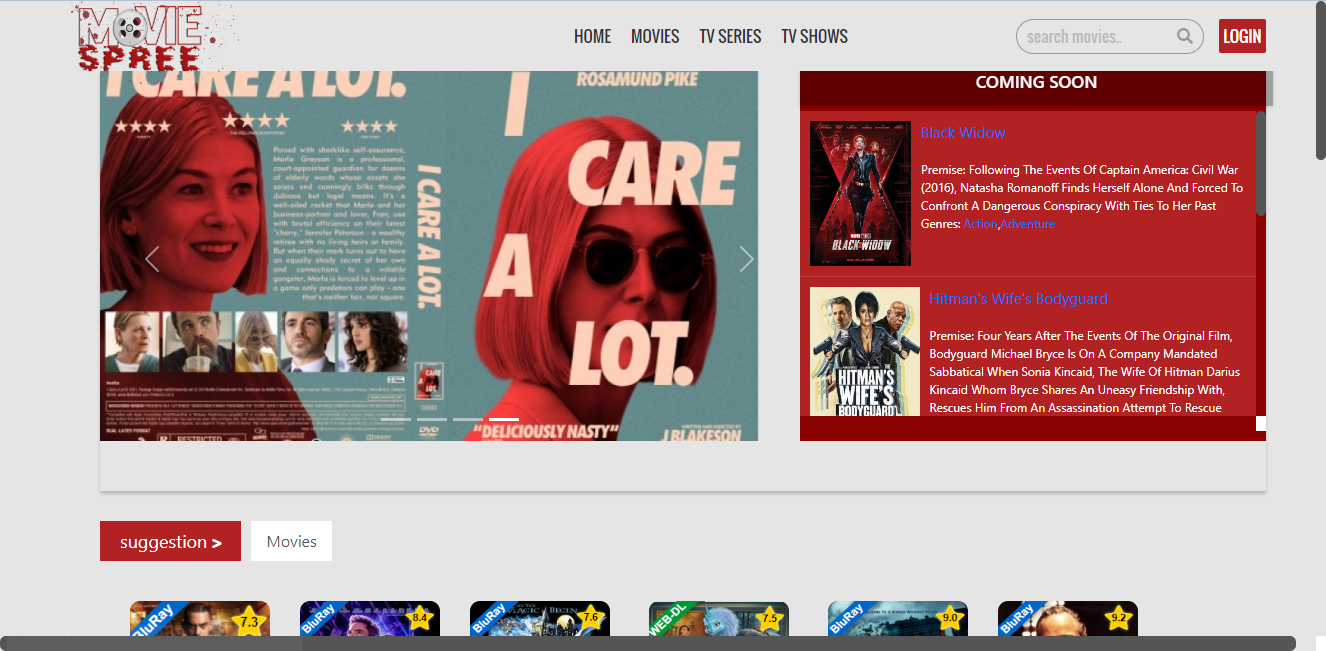 MOVIE
SPREE
HOME
MOVIES
TV SERIES
TV SHOWS
search movies..
LOGIN
I CARE A LOT.
ROSAMUND PIKE
Poised with sharklike self-assurance,
Marla Grayson is a professional,
court-appointed guardian for dozens
of elderly words whose assets she
seizes and cunningly bilks through
dubious but legal means. It's a
well-oiled racket that Marla and her
business-partner and lover, Fran, use
with brutal efficiency on their latest
"cherry," Jennifer Peterson - a wealthy
retiree with no living heirs or family.
But when their mark turns out to have
an equally shady secret of her own
and connections to a volatile
gangster, Marla is forced to level up in
a game only predators can play - one
that's neither fair, nor square.
I CARE A LOT.
I
CARE
A
LOT.
DVD
RESTRICTED
"DELICIOUSLY NASTY"
WRITTEN AND DIRECTED BY
J BLAKESON
COMING SOON
BLACK WIDOW
Black Widow
Premise: Following The Events Of Captain America: Civil War
(2016), Natasha Romanoff Finds Herself Alone And Forced To
Confront A Dangerous Conspiracy With Ties To Her Past
Genres: Action,Adventure
HITMAN'S
WIFE'S
BODYGUARD
Hitman's Wife's Bodyguard
Premise: Four Years After The Events Of The Original Film,
Bodyguard Michael Bryce Is On A Company Mandated
Sabbatical When Sonia Kincaid, The Wife Of Hitman Darius
Kincaid Whom Bryce Shares An Uneasy Friendship With,
Rescues Him From An Assassination Attempt To Rescue
suggestion >
Movies
BluRay
7.3
BluRay
8.4
BluRay
7.6
WEB-DL
7.5
BluRay
9.0
BluRay
9.2